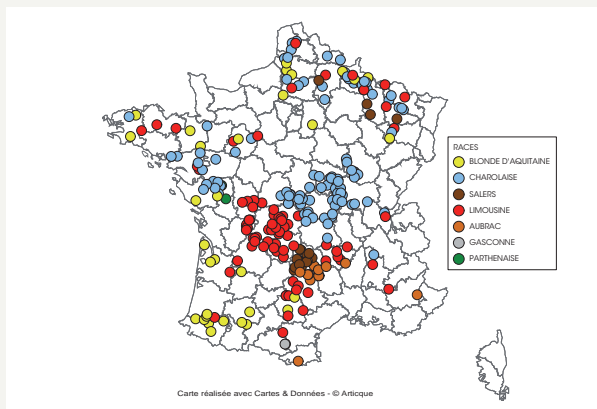 RACES
BLONDE D'AQUITAINE
CHAROLAISE
SALERS
LIMOUSINE
AUBRAC
GASCONNE
PARTHENAISE
Carte réalisée avec Cartes & Données - © Articque